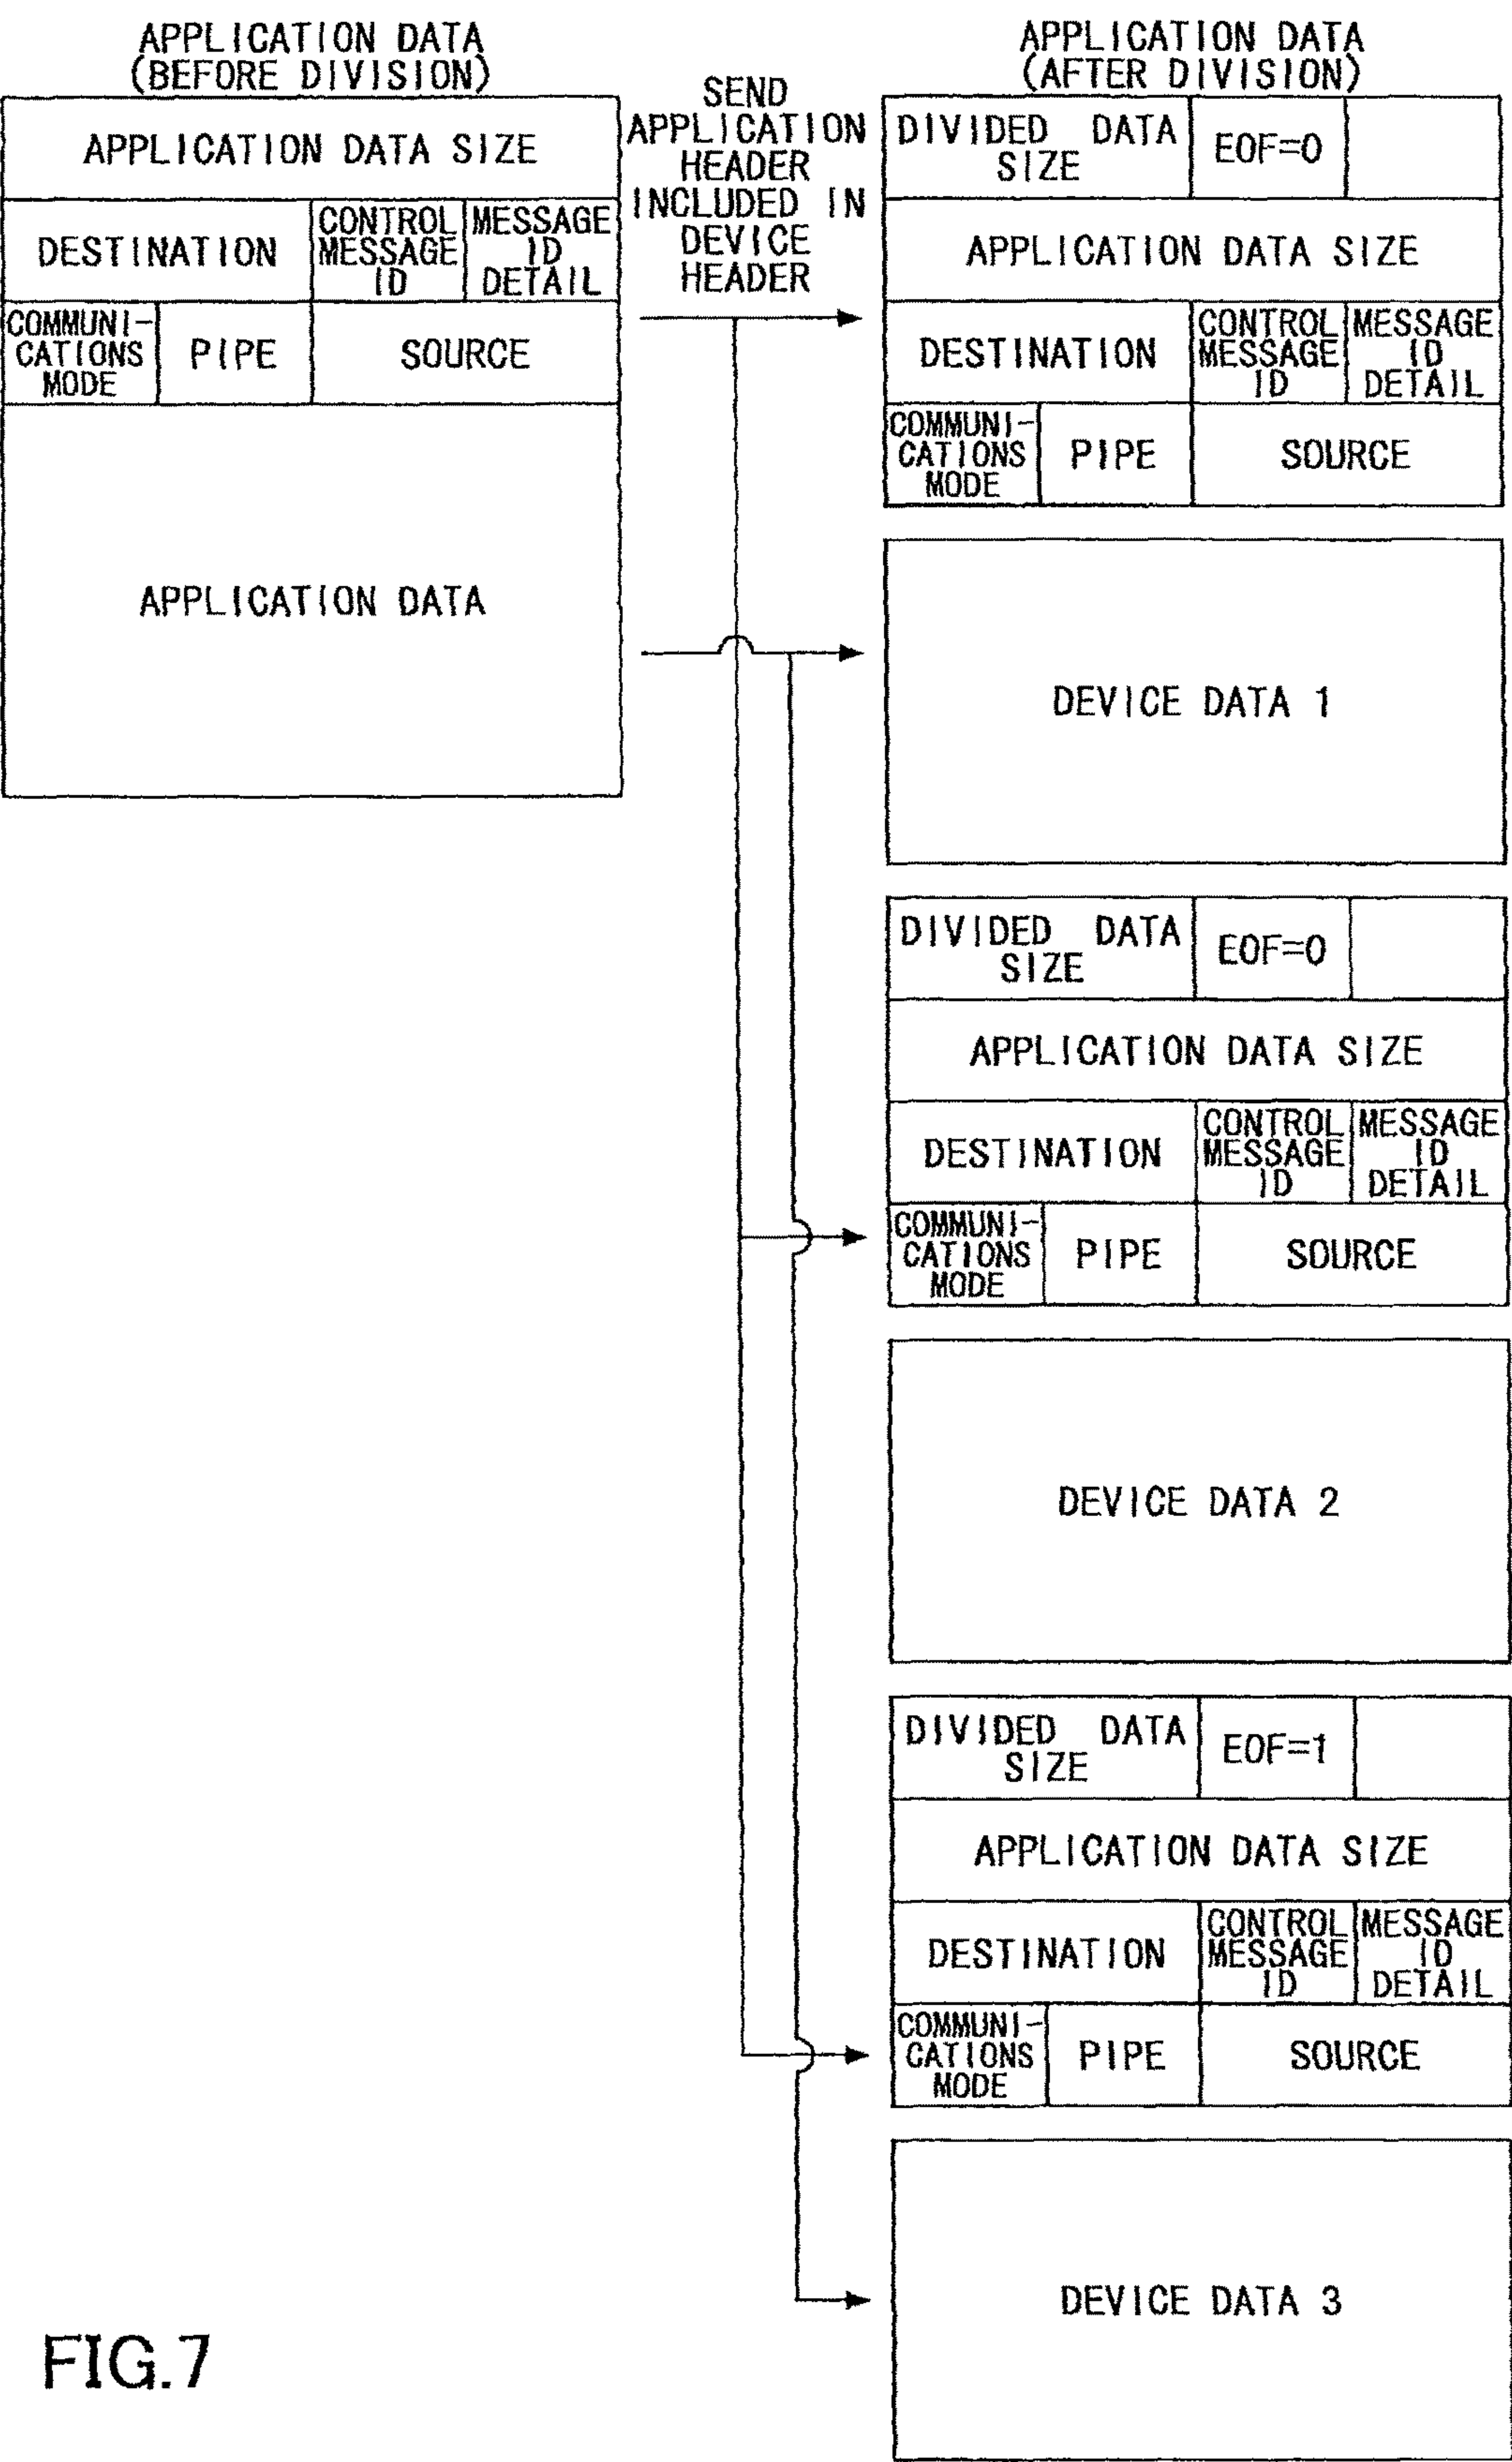 APPLICATION DATA
(BEFORE DIVISION)
APPLICATION DATA SIZE
DESTINATION
CONTROL
MESSAGE
ID
MESSAGE
ID
DETAIL
COMMUNI-
CATIONS
MODE
PIPE
SOURCE
APPLICATION DATA
SEND
APPLICATION
HEADER
INCLUDED IN
DEVICE
HEADER
APPLICATION DATA
(AFTER DIVISION)
DIVIDED DATA
SIZE
EOF=0
APPLICATION DATA SIZE
DESTINATION
CONTROL
MESSAGE
ID
MESSAGE
ID
DETAIL
COMMUNI-
CATIONS
MODE
PIPE
SOURCE
DEVICE DATA 1
DIVIDED DATA
SIZE
EOF=0
APPLICATION DATA SIZE
DESTINATION
CONTROL
MESSAGE
ID
MESSAGE
ID
DETAIL
COMMUNI-
CATIONS
MODE
PIPE
SOURCE
DEVICE DATA 2
DIVIDED DATA
SIZE
EOF=1
APPLICATION DATA SIZE
DESTINATION
CONTROL
MESSAGE
ID
MESSAGE
ID
DETAIL
COMMUNI-
CATIONS
MODE
PIPE
SOURCE
DEVICE DATA 3
FIG.7